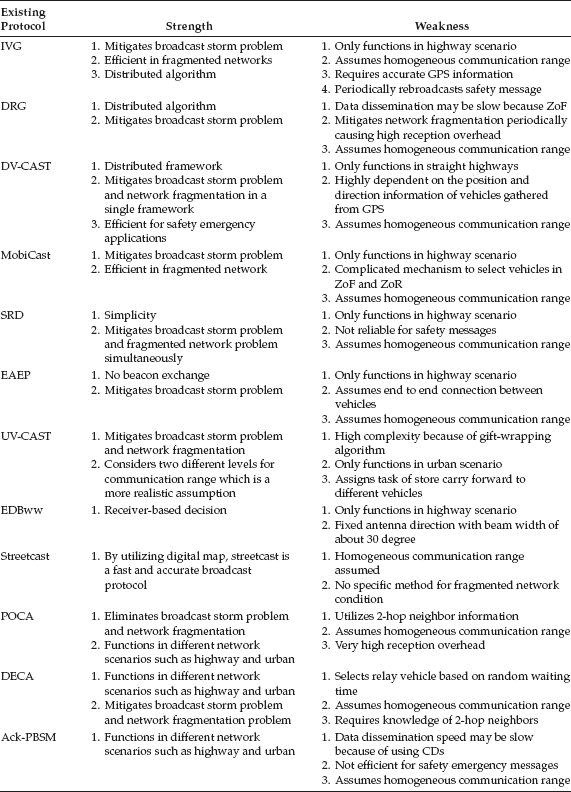 Existing
Protocol Strength Weakness
IVG 1. Mitigates broadcast storm problem 1. Only functions in highway scenario
2. Efficient in fragmented networks 2. Assumes homogeneous communication range
3. Distributed algorithm 3. Requires accurate GPS information
4. Periodically rebroadcasts safety message
DRG 1. Distributed algorithm 1. Data dissemination may be slow because ZoF
2. Mitigates broadcast storm problem 2. Mitigates network fragmentation periodically
causing high reception overhead
3. Assumes homogeneous communication range
DV-CAST 1. Distributed framework 1. Only functions in straight highways
2. Mitigates broadcast storm problem 2. Highly dependent on the position and
and network fragmentation in a direction information of vehicles gathered
single framework from GPS
3. Efficient for safety emergency 3. Assumes homogeneous communication range
applications
MobiCast 1. Mitigates broadcast storm problem 1. Only functions in highway scenario
2. Efficient in fragmented network 2. Complicated mechanism to select vehicles in
ZoF and ZoR
3. Assumes homogeneous communication range
SRD 1. Simplicity 1. Only functions in highway scenario
2. Mitigates broadcast storm problem 2. Not reliable for safety messages
and fragmented network problem 3. Assumes homogeneous communication range
simultaneously
EAEP 1. No beacon exchange 1. Only functions in highway scenario
2. Mitigates broadcast storm problem 2. Assumes end to end connection between
vehicles
3. Assumes homogeneous communication range
UV-CAST 1. Mitigates broadcast storm problem 1. High complexity because of gift-wrapping
and network fragmentation algorithm
2. Considers two different levels for 2. Only functions in urban scenario
communication range which is a 3. Assigns task of store carry forward to
more realistic assumption different vehicles
EDBww 1. Receiver-based decision 1. Only functions in highway scenario
2. Fixed antenna direction with beam width of
about 30 degree
Streetcast 1. By utilizing digital map, streetcast is 1. Homogeneous communication range
a fast and accurate broadcast assumed
protocol 2. No specific method for fragmented network
condition
POCA 1. Eliminates broadcast storm problem 1. Utilizes 2-hop neighbor information
and network fragmentation 2. Assumes homogeneous communication range
2. Functions in different network 3. Very high reception overhead
scenarios such as highway and urban
DECA 1. Functions in different network 1. Selects relay vehicle based on random waiting
scenarios such as highway and urban time
2. Mitigates broadcast storm problem 2. Assumes homogeneous communication range
and network fragmentation problem 3. Requires knowledge of 2-hop neighbors
Ack-PBSM 1. Functions in different network 1. Data dissemination speed may be slow
scenarios such as highway and urban because of using CDs
2. Not efficient for safety emergency messages
3. Assumes homogeneous communication range